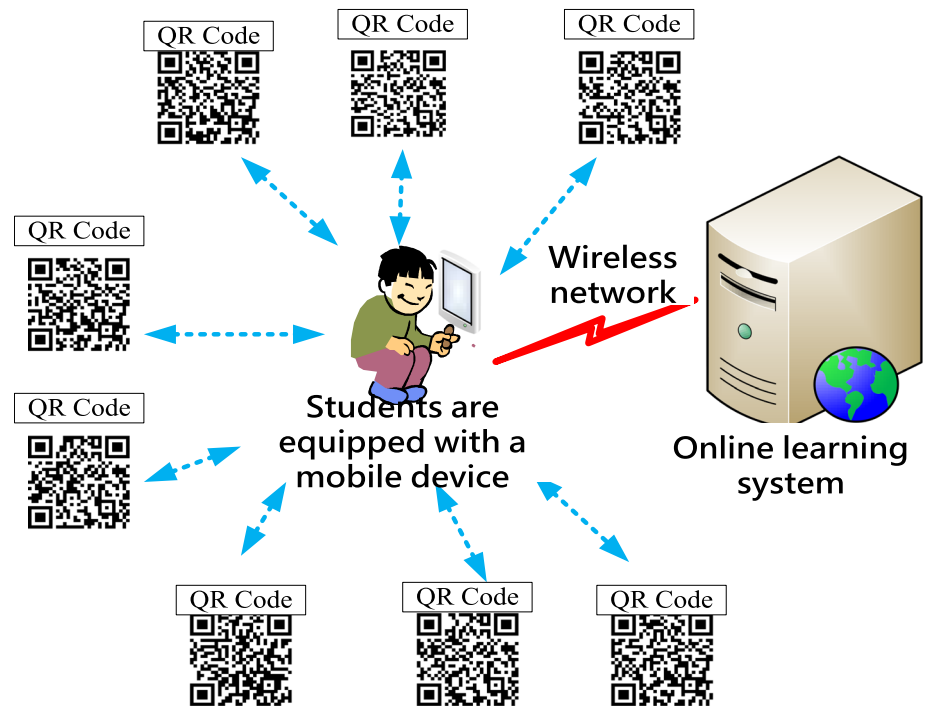 QR Code
QR Code
QR Code
QR Code
Wireless
network
QR Code
Students are
equipped with a
mobile device
Online learning
system
QR Code
QR Code
QR Code